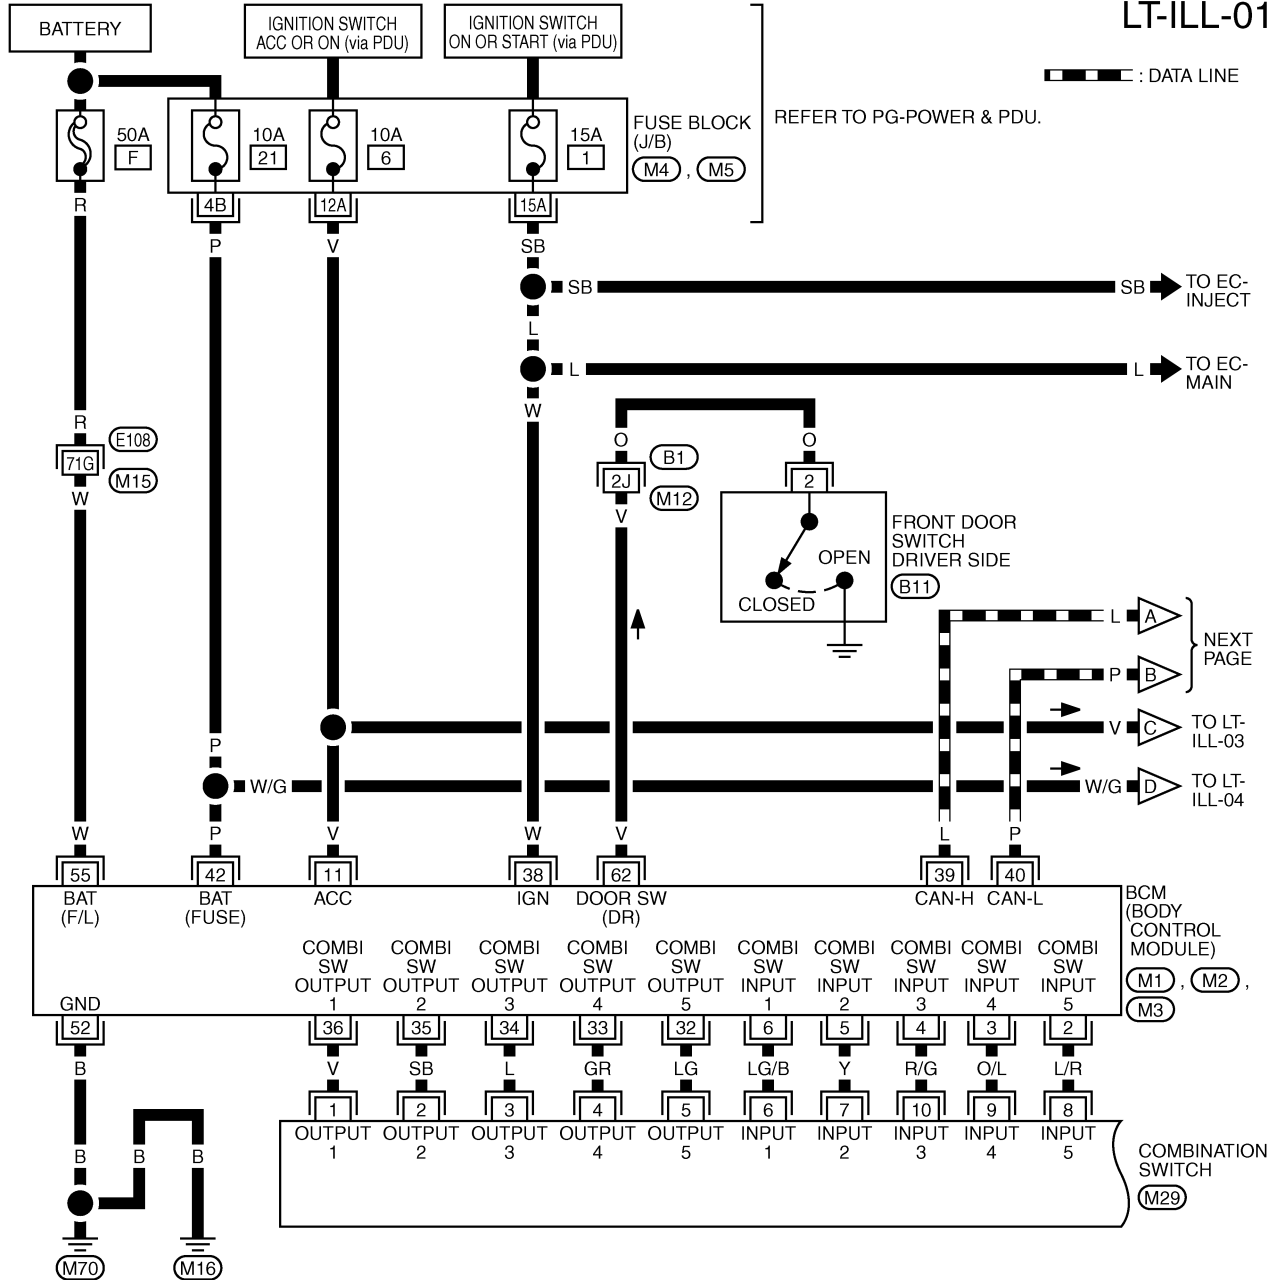 LT-ILL-01
BATTERY
IGNITION SWITCH
ACC OR ON (via PDU)
IGNITION SWITCH
ON OR START (via PDU)
: DATA LINE
50A
F
10A
21
10A
6
15A
1
FUSE BLOCK
(J/B)
M4 , M5
REFER TO PG-POWER & PDU.
R
4B
12A
15A
P
V
SB
SB
SB
TO EC-
INJECT
L
L
L
TO EC-
MAIN
W
R
E108
71G
M15
W
O
O
B1
2J
M12
2
V
FRONT DOOR
SWITCH
DRIVER SIDE
B11
OPEN
CLOSED
L
A
P
B
NEXT
PAGE
V
C
TO LT-
ILL-03
P
W/G
W/G
D
TO LT-
ILL-04
W
P
V
W
V
L
P
55
42
11
38
62
39
40
BAT
(F/L)
BAT
(FUSE)
ACC
IGN
DOOR SW
(DR)
CAN-H
CAN-L
BCM
(BODY
CONTROL
MODULE)
M1 , M2 ,
M3
COMBI
SW
OUTPUT
1
COMBI
SW
OUTPUT
2
COMBI
SW
OUTPUT
3
COMBI
SW
OUTPUT
4
COMBI
SW
OUTPUT
5
COMBI
SW
INPUT
1
COMBI
SW
INPUT
2
COMBI
SW
INPUT
3
COMBI
SW
INPUT
4
COMBI
SW
INPUT
5
GND
52
36
35
34
33
32
6
5
4
3
2
B
V
SB
L
GR
LG
LG/B
Y
R/G
O/L
L/R
1
2
3
4
5
6
7
10
9
8
OUTPUT
1
OUTPUT
2
OUTPUT
3
OUTPUT
4
OUTPUT
5
INPUT
1
INPUT
2
INPUT
3
INPUT
4
INPUT
5
B
B
B
COMBINATION
SWITCH
M29
M70
M16